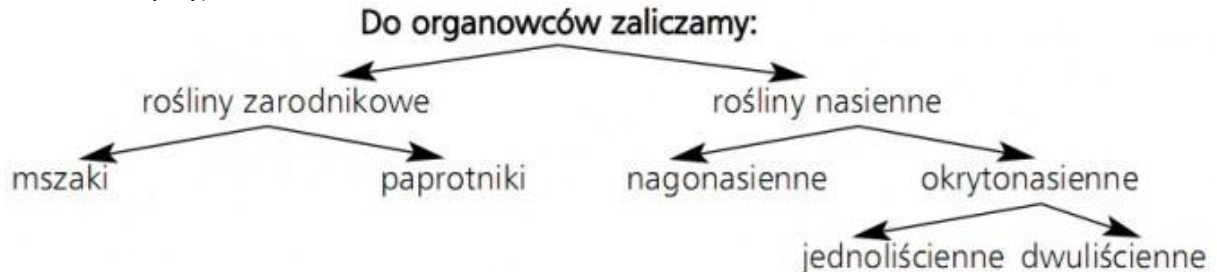 Do organowców zaliczamy:
rośliny zarodnikowe rośliny nasienne
mszaki paprotniki nagonasienne okrytonasienne
jednoliścienne dwuliścienne